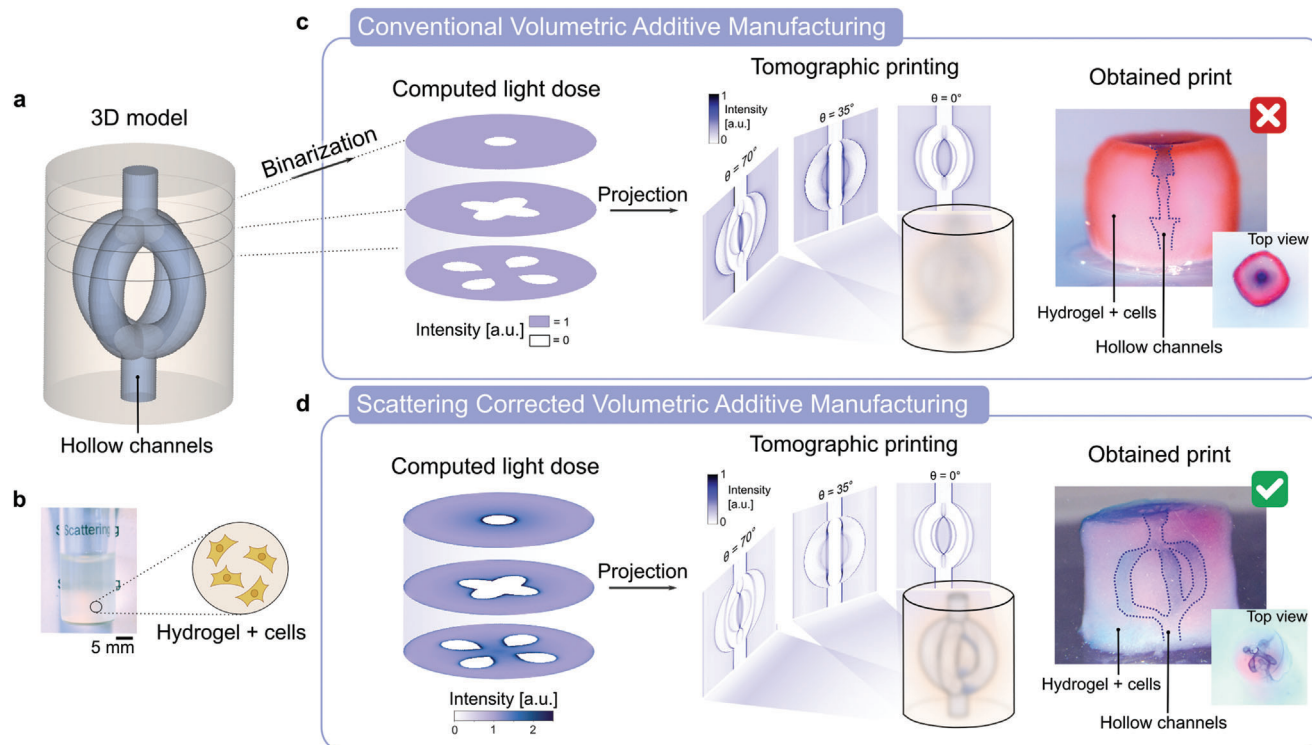 a
3D model
Hollow channels
b
Scattering
5 mm
Hydrogel + cells
c
Conventional Volumetric Additive Manufacturing
Binarization
Computed light dose
Intensity [a.u.]
= 1
= 0
Projection
Tomographic printing
1
Intensity
[a.u.]
0
θ = 70°
θ = 35°
θ = 0°
Obtained print
Top view
Hydrogel + cells
Hollow channels
d
Scattering Corrected Volumetric Additive Manufacturing
Computed light dose
Intensity [a.u.]
0 1 2
Projection
Tomographic printing
1
Intensity
[a.u.]
0
θ = 70°
θ = 35°
θ = 0°
Obtained print
Top view
Hydrogel + cells
Hollow channels